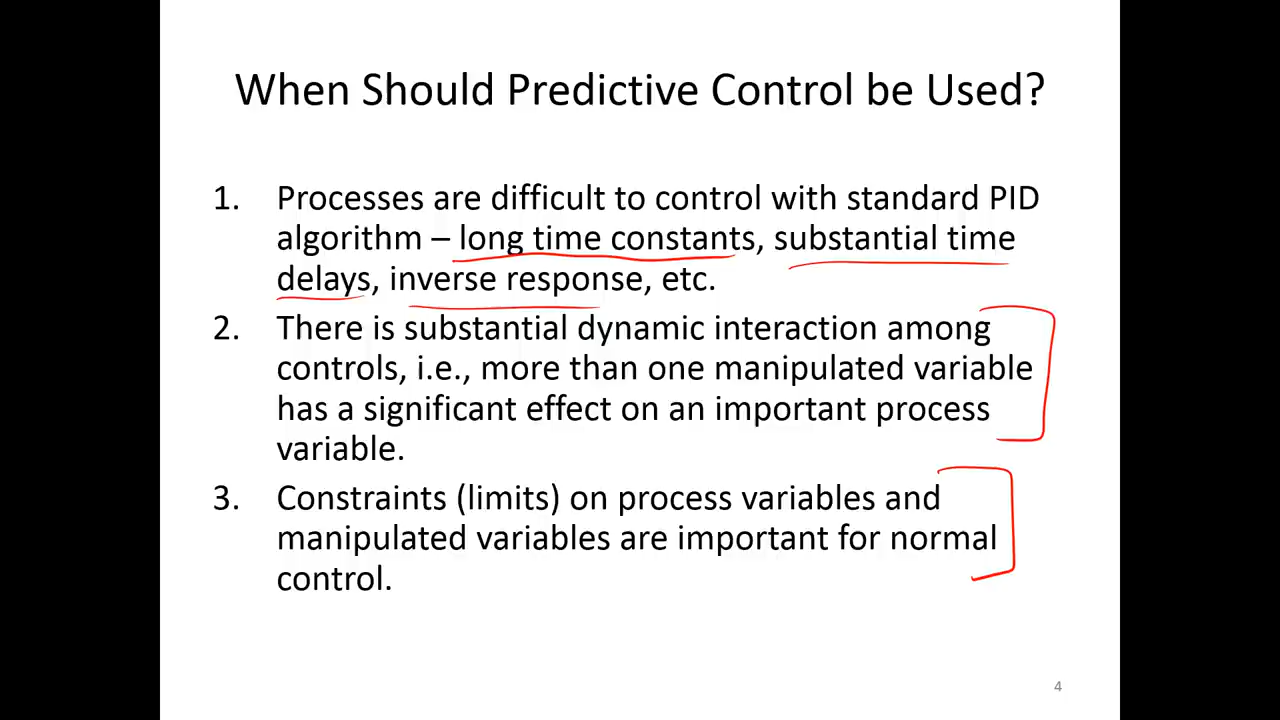 When Should Predictive Control be Used?
1. Processes are difficult to control with standard PID
algorithm – long time constants, substantial time
delays, inverse response, etc.
2. There is substantial dynamic interaction among
controls, i.e., more than one manipulated variable
has a significant effect on an important process
variable.
3. Constraints (limits) on process variables and
manipulated variables are important for normal
control.
4